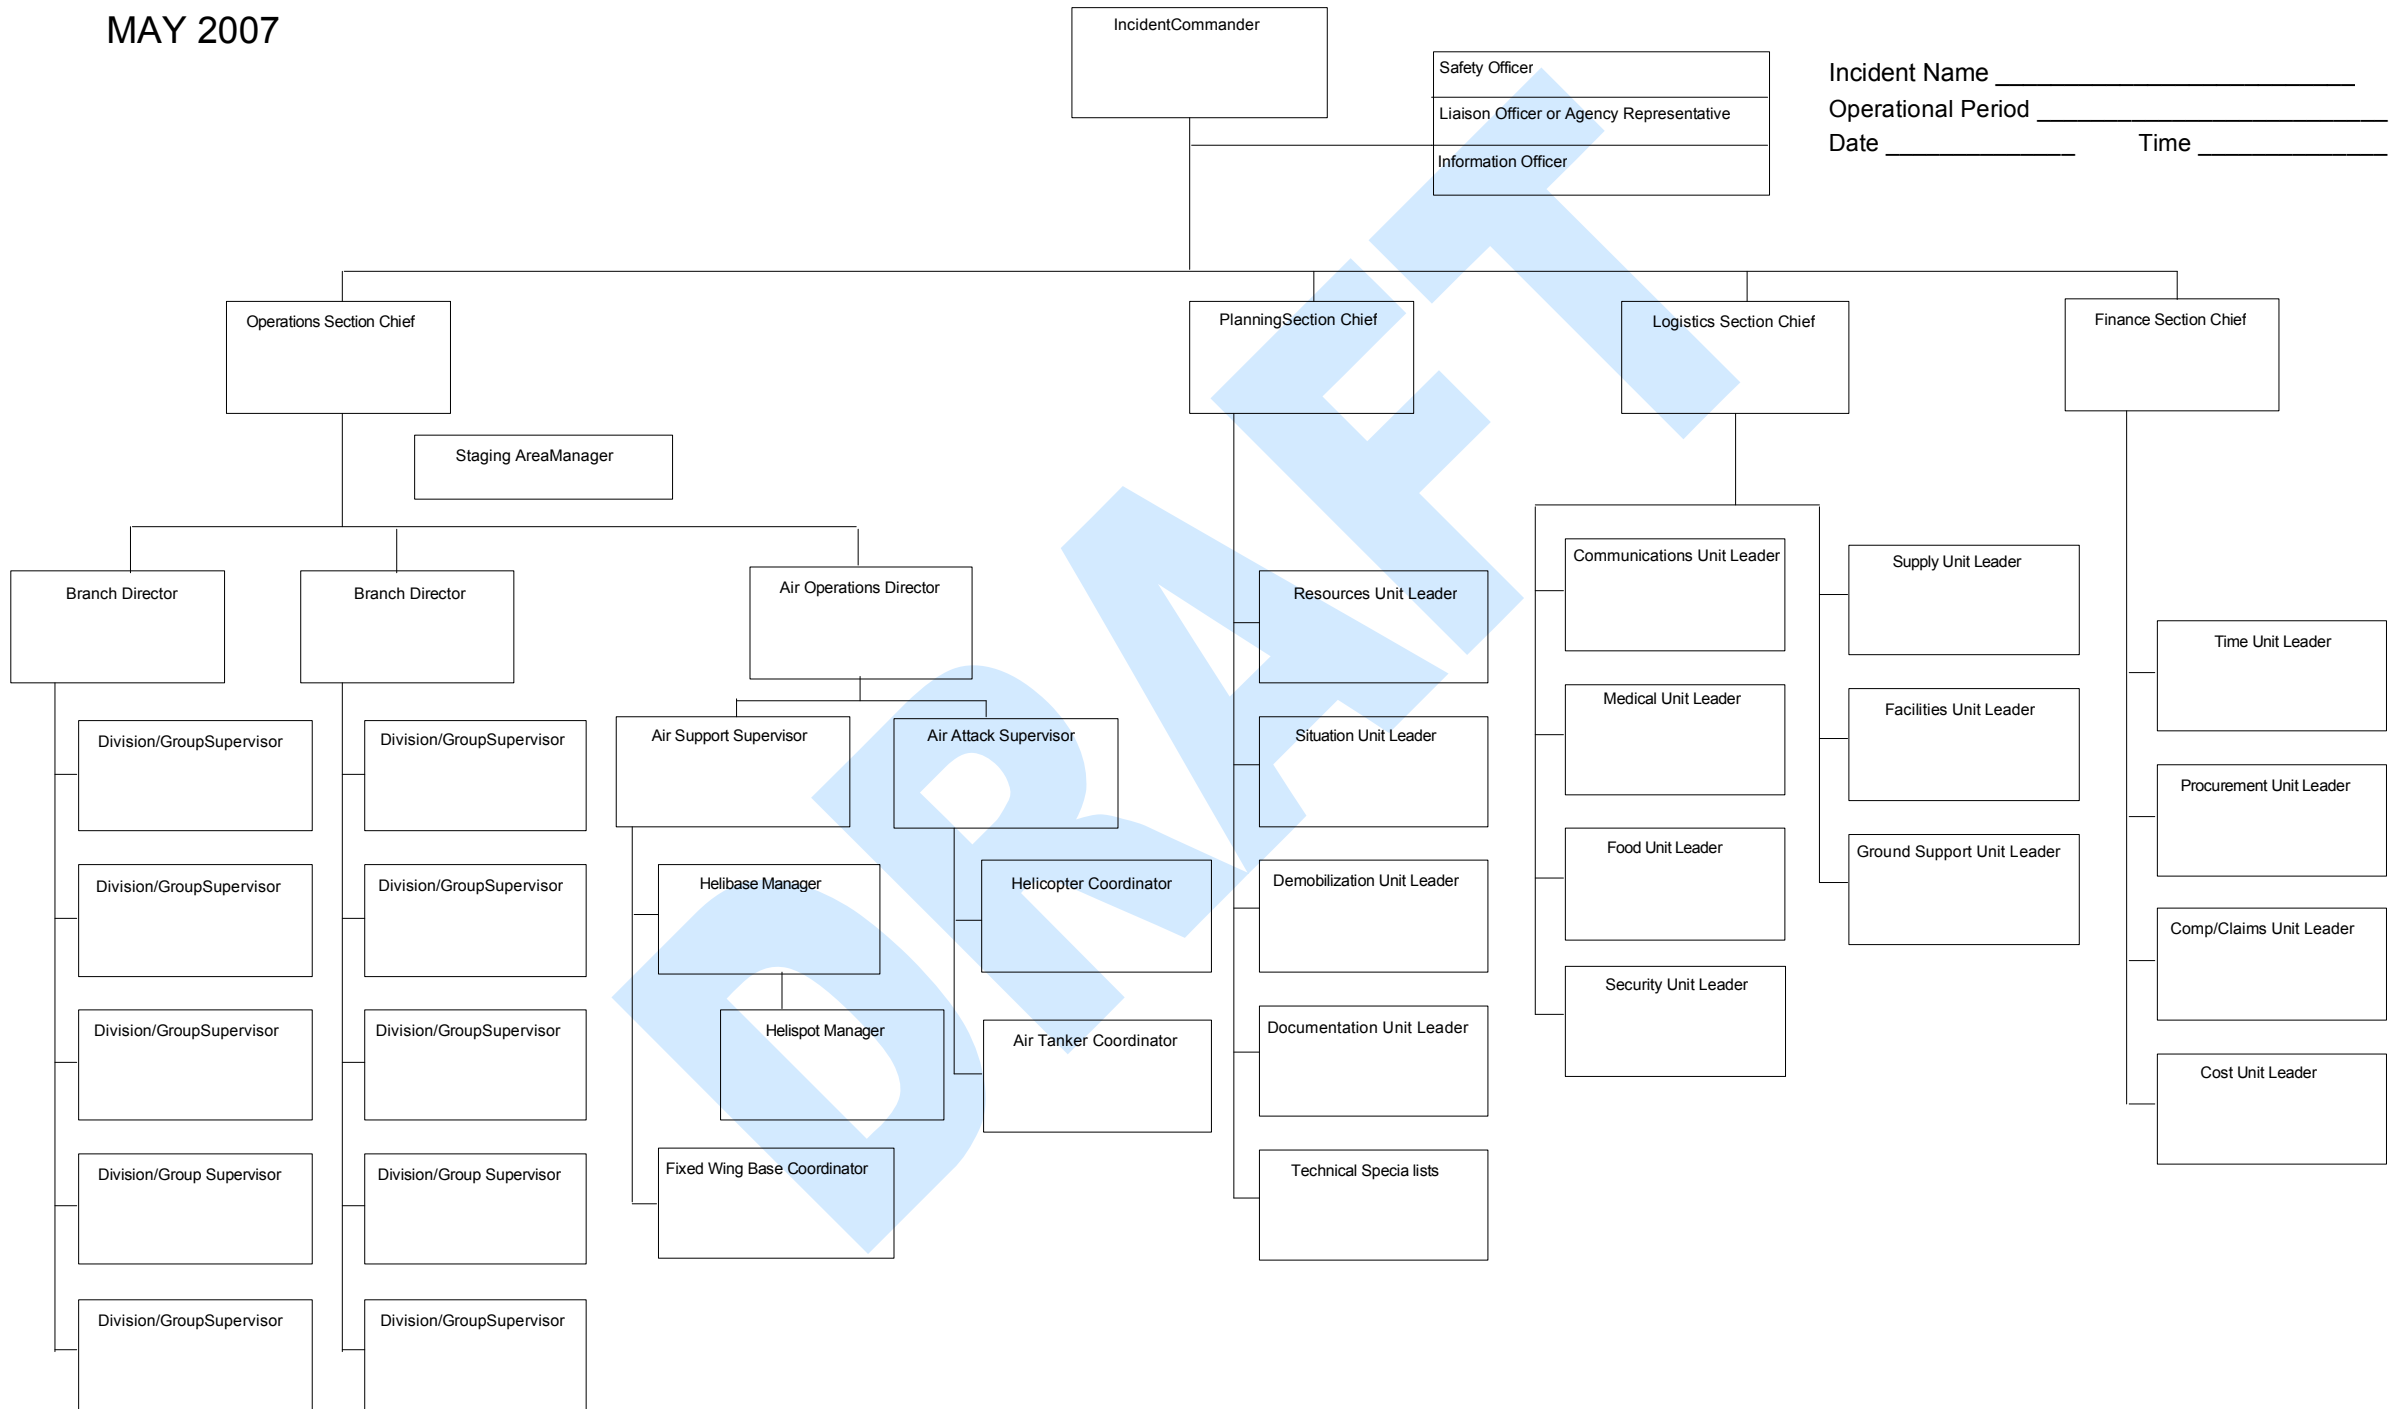 MAY 2007
IncidentCommander
Safety Officer
Liaison Officer or Agency Representative
Information Officer
Incident Name __________________________
Operational Period __________________________
Date ______________ Time ______________
Operations Section Chief
PlanningSection Chief
Logistics Section Chief
Finance Section Chief
Staging AreaManager
Branch Director
Branch Director
Air Operations Director
Division/GroupSupervisor
Division/GroupSupervisor
Division/GroupSupervisor
Division/Group Supervisor
Division/GroupSupervisor
Division/GroupSupervisor
Division/GroupSupervisor
Division/GroupSupervisor
Division/Group Supervisor
Division/GroupSupervisor
Air Support Supervisor
Air Attack Supervisor
Helibase Manager
Helispot Manager
Fixed Wing Base Coordinator
Helicopter Coordinator
Air Tanker Coordinator
Resources Unit Leader
Situation Unit Leader
Demobilization Unit Leader
Documentation Unit Leader
Technical Specia lists
Communications Unit Leader
Medical Unit Leader
Food Unit Leader
Security Unit Leader
Supply Unit Leader
Facilities Unit Leader
Ground Support Unit Leader
Time Unit Leader
Procurement Unit Leader
Comp/Claims Unit Leader
Cost Unit Leader
DRAFT